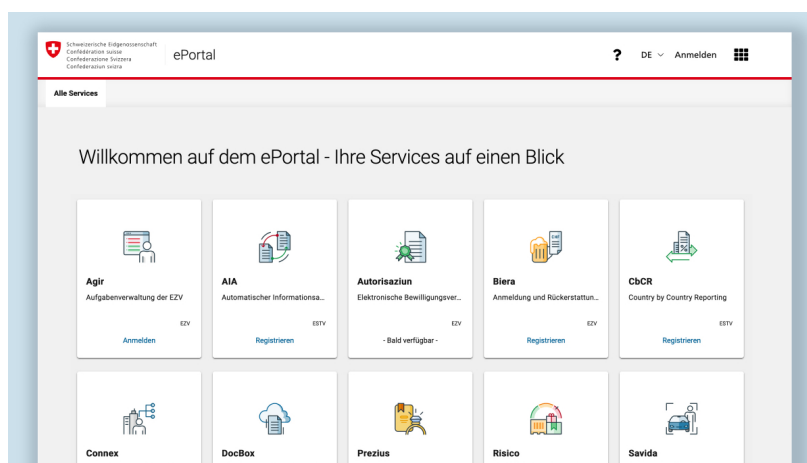 Schweizerische Eidgenossenschaft
Confédération suisse
Confederazione Svizzera
Confederaziun svizra
ePortal
? DE Anmelden
Alle Services
Willkommen auf dem ePortal - Ihre Services auf einen Blick
Agir
Aufgabenverwaltung der EZV
EZV
Anmelden
AIA
Automatischer Informationsa...
ESTV
Registrieren
Autorisaziun
Elektronische Bewilligungsver...
EZV
- Bald verfügbar -
Biera
Anmeldung und Rückerstattun...
EZV
Registrieren
CbCR
Country by Country Reporting
ESTV
Registrieren
Connex
DocBox
Prezius
Risico
Savida